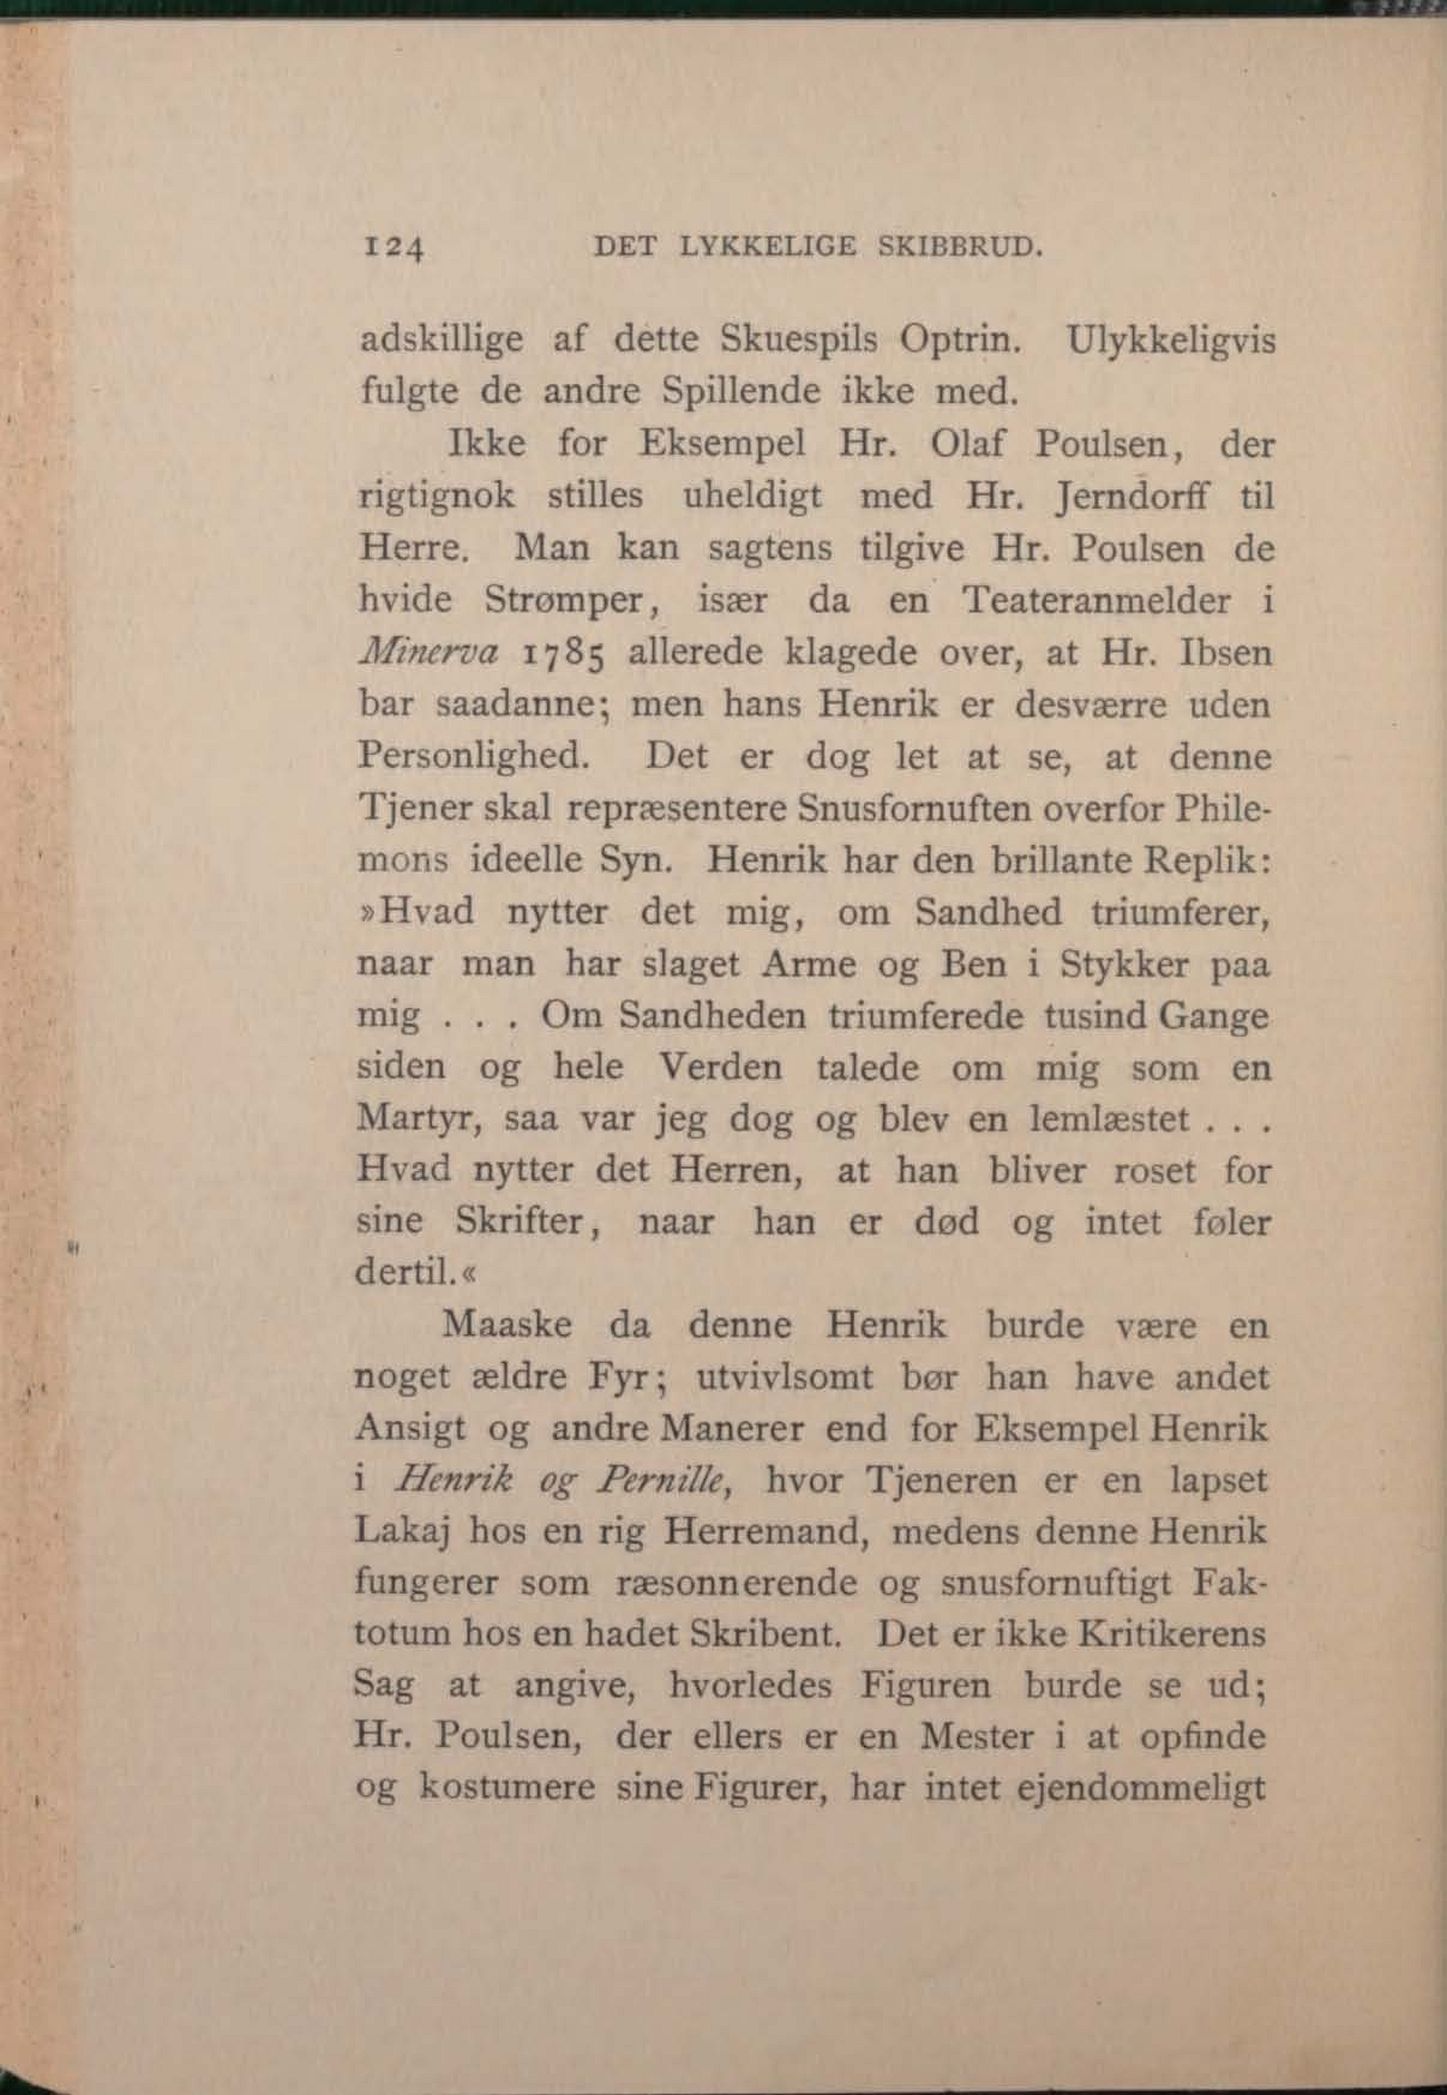 124 DET LYKKELIGE SKIBBRUD.
adskillige af dette Skuespils Optrin. Ulykkeligvis
fulgte de andre Spillende ikke med.
Ikke for Eksempel Hr. Olaf Poulsen, der
rigtignok stilles uheldigt med Hr. Jerndorff til
Herre. Man kan sagtens tilgive Hr. Poulsen de
hvide Strømper, især da en Teateranmelder i
Minerva 1785 allerede klagede over, at Hr. Ibsen
bar saadanne; men hans Henrik er desværre uden
Personlighed. Det er dog let at se, at denne
Tjener skal repræsentere Snusfornuften overfor Phile-
mons ideelle Syn. Henrik har den brillante Replik:
»Hvad nytter det mig, om Sandhed triumferer,
naar man har slaget Arme og Ben i Stykker paa
mig . . . Om Sandheden triumferede tusind Gange
siden og hele Verden talede om mig som en
Martyr, saa var jeg dog og blev en lemlæstet . . .
Hvad nytter det Herren, at han bliver roset for
sine Skrifter, naar han er død og intet føler
dertil.«
Maaske da denne Henrik burde være en
noget ældre Fyr; utvivlsomt bør han have andet
Ansigt og andre Manerer end for Eksempel Henrik
i Henrik og Pernille, hvor Tjeneren er en lapset
Lakaj hos en rig Herremand, medens denne Henrik
fungerer som ræsonnerende og snusfornuftigt Fak-
totum hos en hadet Skribent. Det er ikke Kritikerens
Sag at angive, hvorledes Figuren burde se ud;
Hr. Poulsen, der ellers er en Mester i at opfinde
og kostumere sine Figurer, har intet ejendommeligt